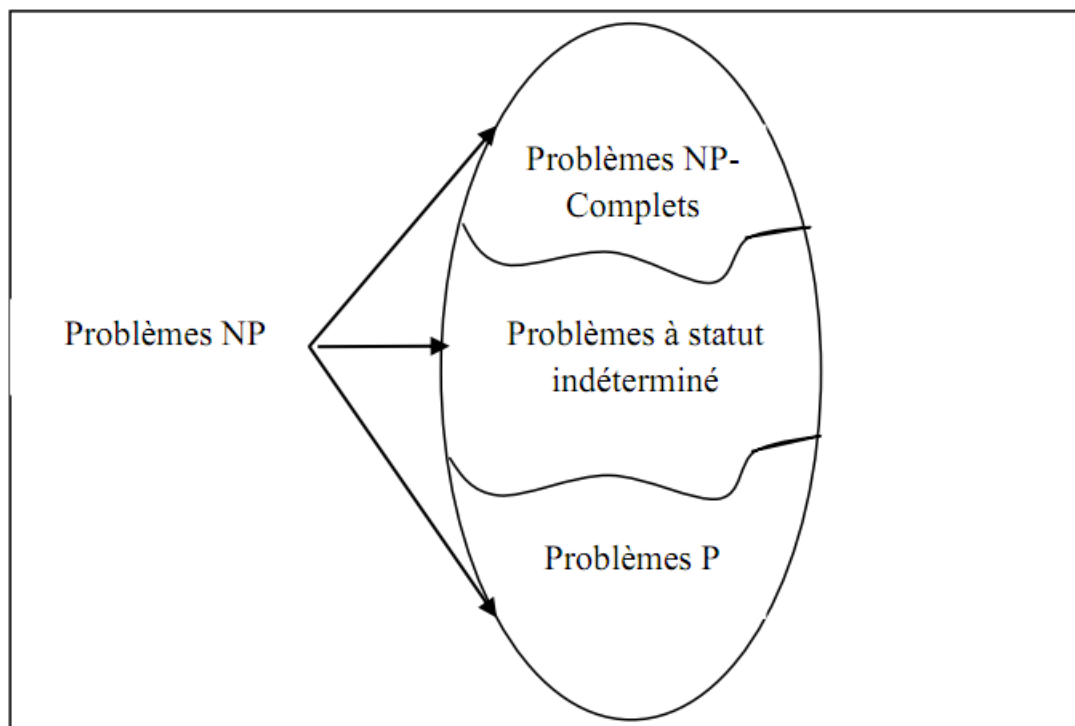 Problèmes NP-
Complets
Problèmes NP
Problèmes à statut
indéterminé
Problèmes P